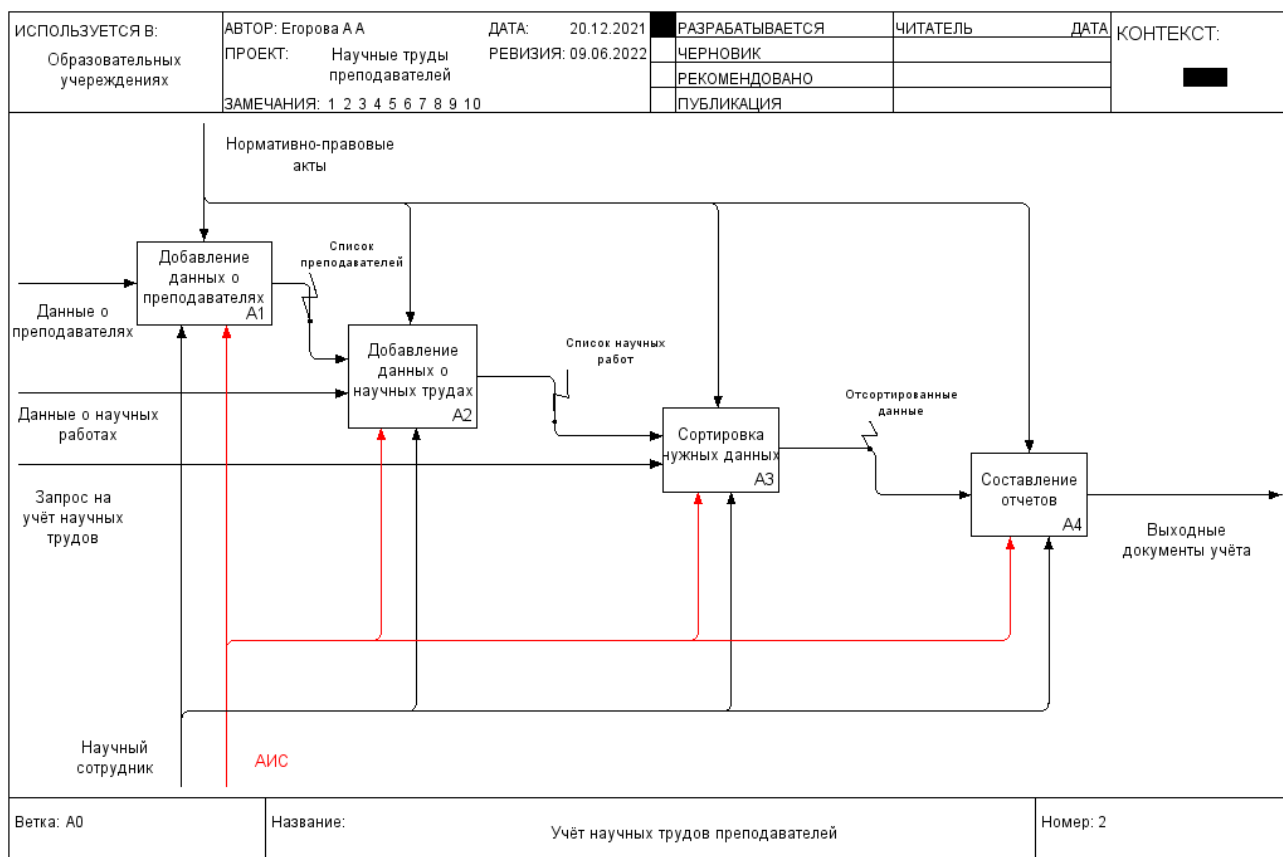 ИСПОЛЬЗУЕТСЯ В:
Образовательных
учереждениях
АВТОР: Егорова А А
ДАТА: 20.12.2021
ПРОЕКТ: Научные труды
преподавателей
РЕВИЗИЯ: 09.06.2022
ЗАМЕЧАНИЯ: 1 2 3 4 5 6 7 8 9 10
РАЗРАБАТЫВАЕТСЯ
ЧЕРНОВИК
РЕКОМЕНДОВАНО
ПУБЛИКАЦИЯ
ЧИТАТЕЛЬ
ДАТА
КОНТЕКСТ:
Нормативно-правовые
акты
Добавление
данных о
преподавателях
A1
Список
преподавателей
Данные о
преподавателях
Добавление
данных о
научных трудах
A2
Список научных
работ
Данные о научных
работах
Отсортированные
данные
Сортировка
нужных данных
A3
Запрос на
учёт научных
трудов
Составление
отчетов
A4
Выходные
документы учёта
Научный
сотрудник
АИС
Ветка: A0
Название:
Учёт научных трудов преподавателей
Номер: 2